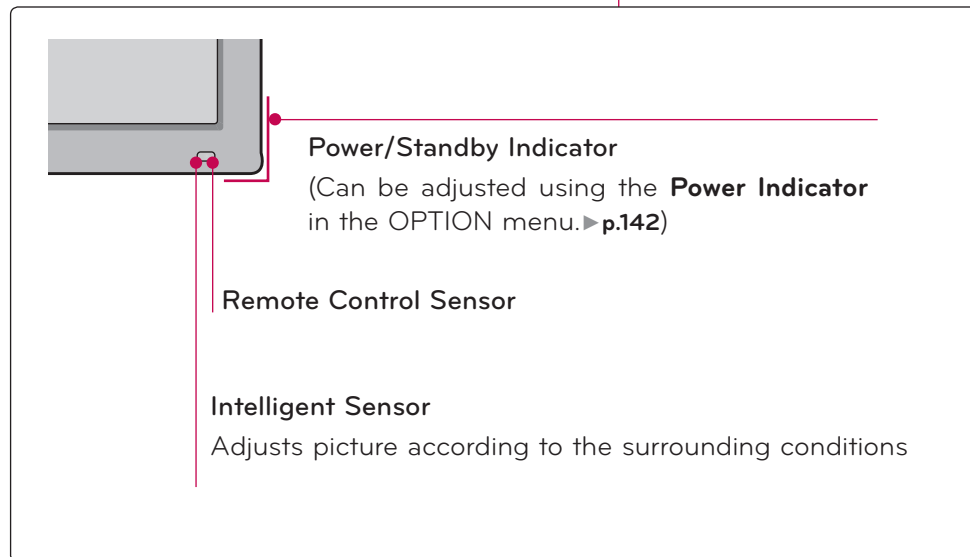 Power/Standby Indicator
(Can be adjusted using the Power Indicator
in the OPTION menu.►p.142)
Remote Control Sensor
Intelligent Sensor
Adjusts picture according to the surrounding conditions